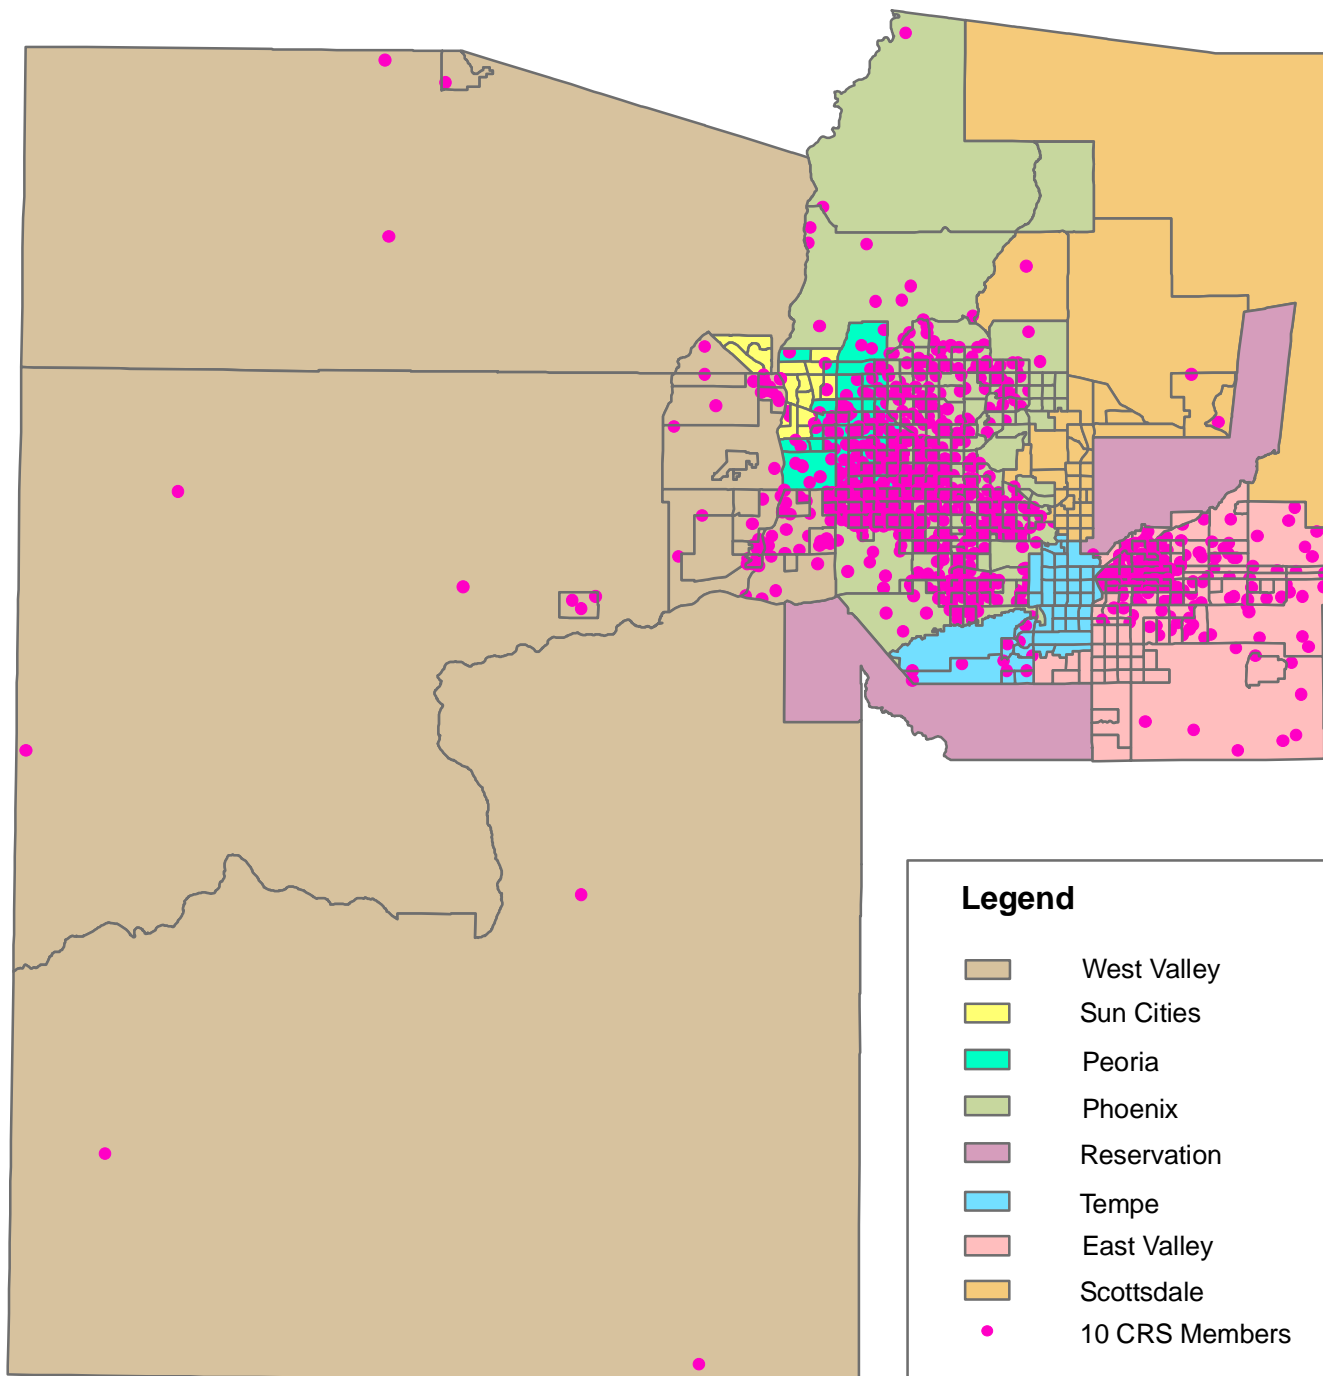 Legend
West Valley
Sun Cities
Peoria
Phoenix
Reservation
Tempe
East Valley
Scottsdale
10 CRS Members